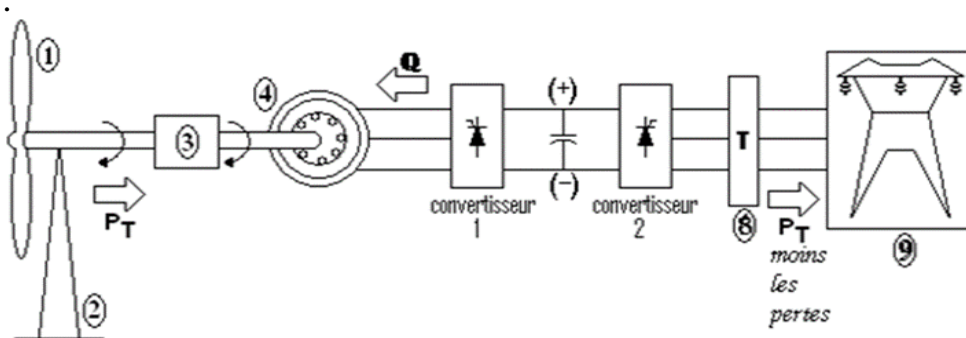 1
4
Q
(+)
3
T
(−)
PT
convertisseur
1
convertisseur
2
8
PT
moins
les
pertes
9
2